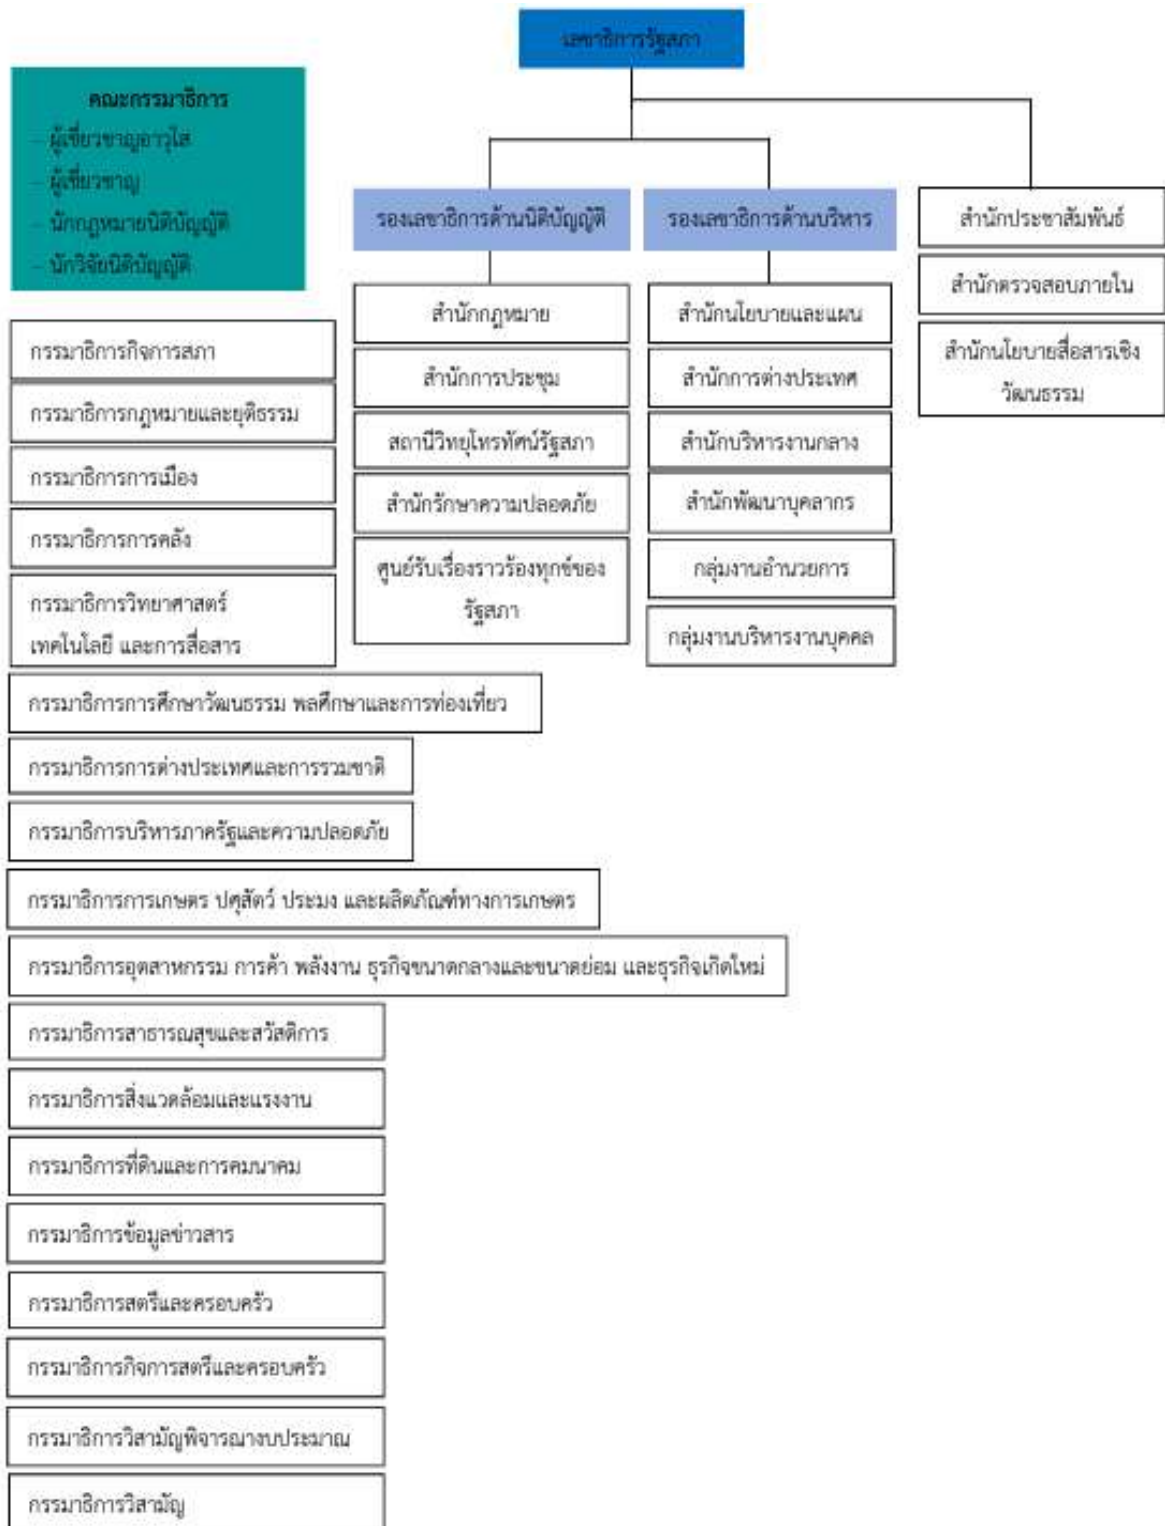 เลขาธิการรัฐสภา
คณะกรรมาธิการ
- ผู้เชี่ยวชาญอาวุโส
- ผู้เชี่ยวชาญ
- นักกฎหมายนิติบัญญัติ
- นักวิจัยนิติบัญญัติ
กรรมาธิการกิจการสภา
กรรมาธิการกฎหมายและยุติธรรม
กรรมาธิการการเมือง
กรรมาธิการการคลัง
กรรมาธิการวิทยาศาสตร์
เทคโนโลยี และการสื่อสาร
รองเลขาธิการด้านนิติบัญญัติ
สำนักกฎหมาย
สำนักการประชุม
สถานีวิทยุโทรทัศน์รัฐสภา
สำนักรักษาความปลอดภัย
ศูนย์รับเรื่องราวร้องทุกข์ของ
รัฐสภา
รองเลขาธิการด้านบริหาร
สำนักนโยบายและแผน
สำนักการต่างประเทศ
สำนักบริหารงานกลาง
สำนักพัฒนาบุคลากร
กลุ่มงานอำนวยการ
กลุ่มงานบริหารงานบุคคล
สำนักประชาสัมพันธ์
สำนักตรวจสอบภายใน
สำนักนโยบายสื่อสารเชิง
วัฒนธรรม
กรรมาธิการการศึกษาวัฒนธรรม พลศึกษาและการท่องเที่ยว
กรรมาธิการการต่างประเทศและการรวมชาติ
กรรมาธิการบริหารภาครัฐและความปลอดภัย
กรรมาธิการการเกษตร ปศุสัตว์ ประมง และผลิตภัณฑ์ทางการเกษตร
กรรมาธิการอุตสาหกรรม การค้า พลังงาน ธุรกิจขนาดกลางและขนาดย่อม และธุรกิจเกิดใหม่
กรรมาธิการสาธารณสุขและสวัสดิการ
กรรมาธิการสิ่งแวดล้อมและแรงงาน
กรรมาธิการที่ดินและการคมนาคม
กรรมาธิการข้อมูลข่าวสาร
กรรมาธิการสตรีและครอบครัว
กรรมาธิการกิจการสตรีและครอบครัว
กรรมาธิการวิสามัญพิจารณางบประมาณ
กรรมาธิการวิสามัญ